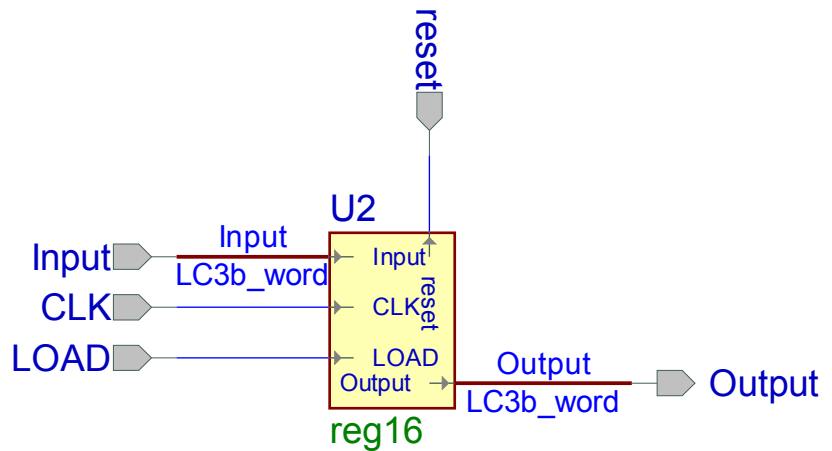 reset
U2
Input
Input
LC3b_word
Input
reset
CLK
CLK
LOAD
LOAD
Output
Output
LC3b_word
Output
reg16